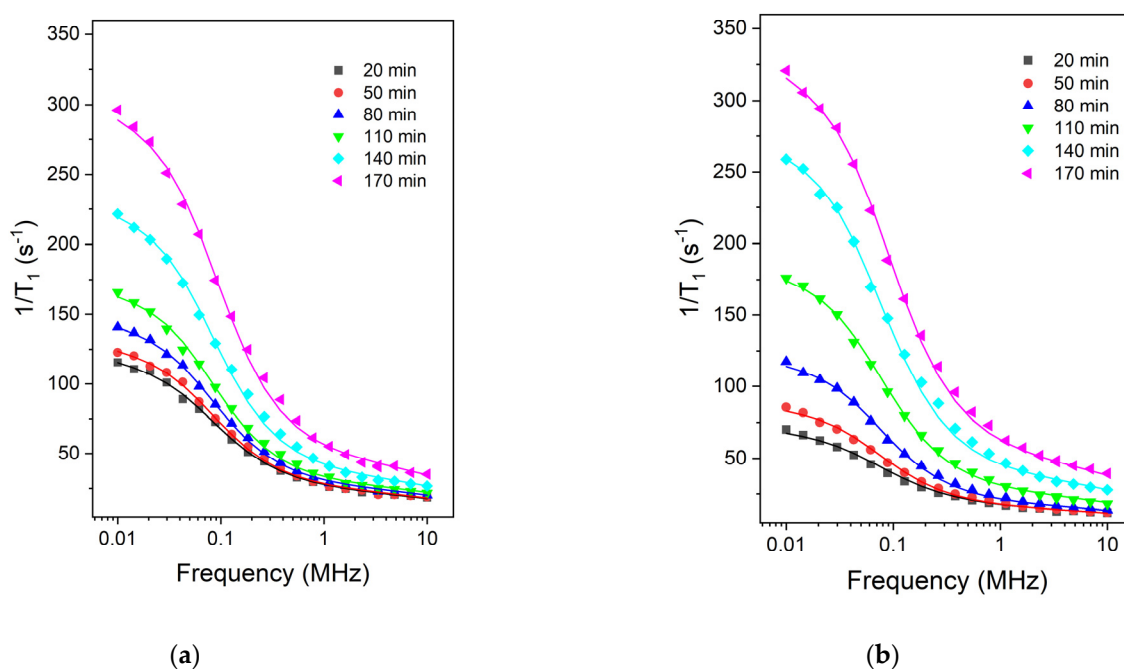 350
300
250
200
150
100
50
1/T₁ (s⁻¹)
20 min
50 min
80 min
110 min
140 min
170 min
0.01 0.1 1 10
Frequency (MHz)
(a)
350
300
250
200
150
100
50
1/T₁ (s⁻¹)
20 min
50 min
80 min
110 min
140 min
170 min
0.01 0.1 1 10
Frequency (MHz)
(b)